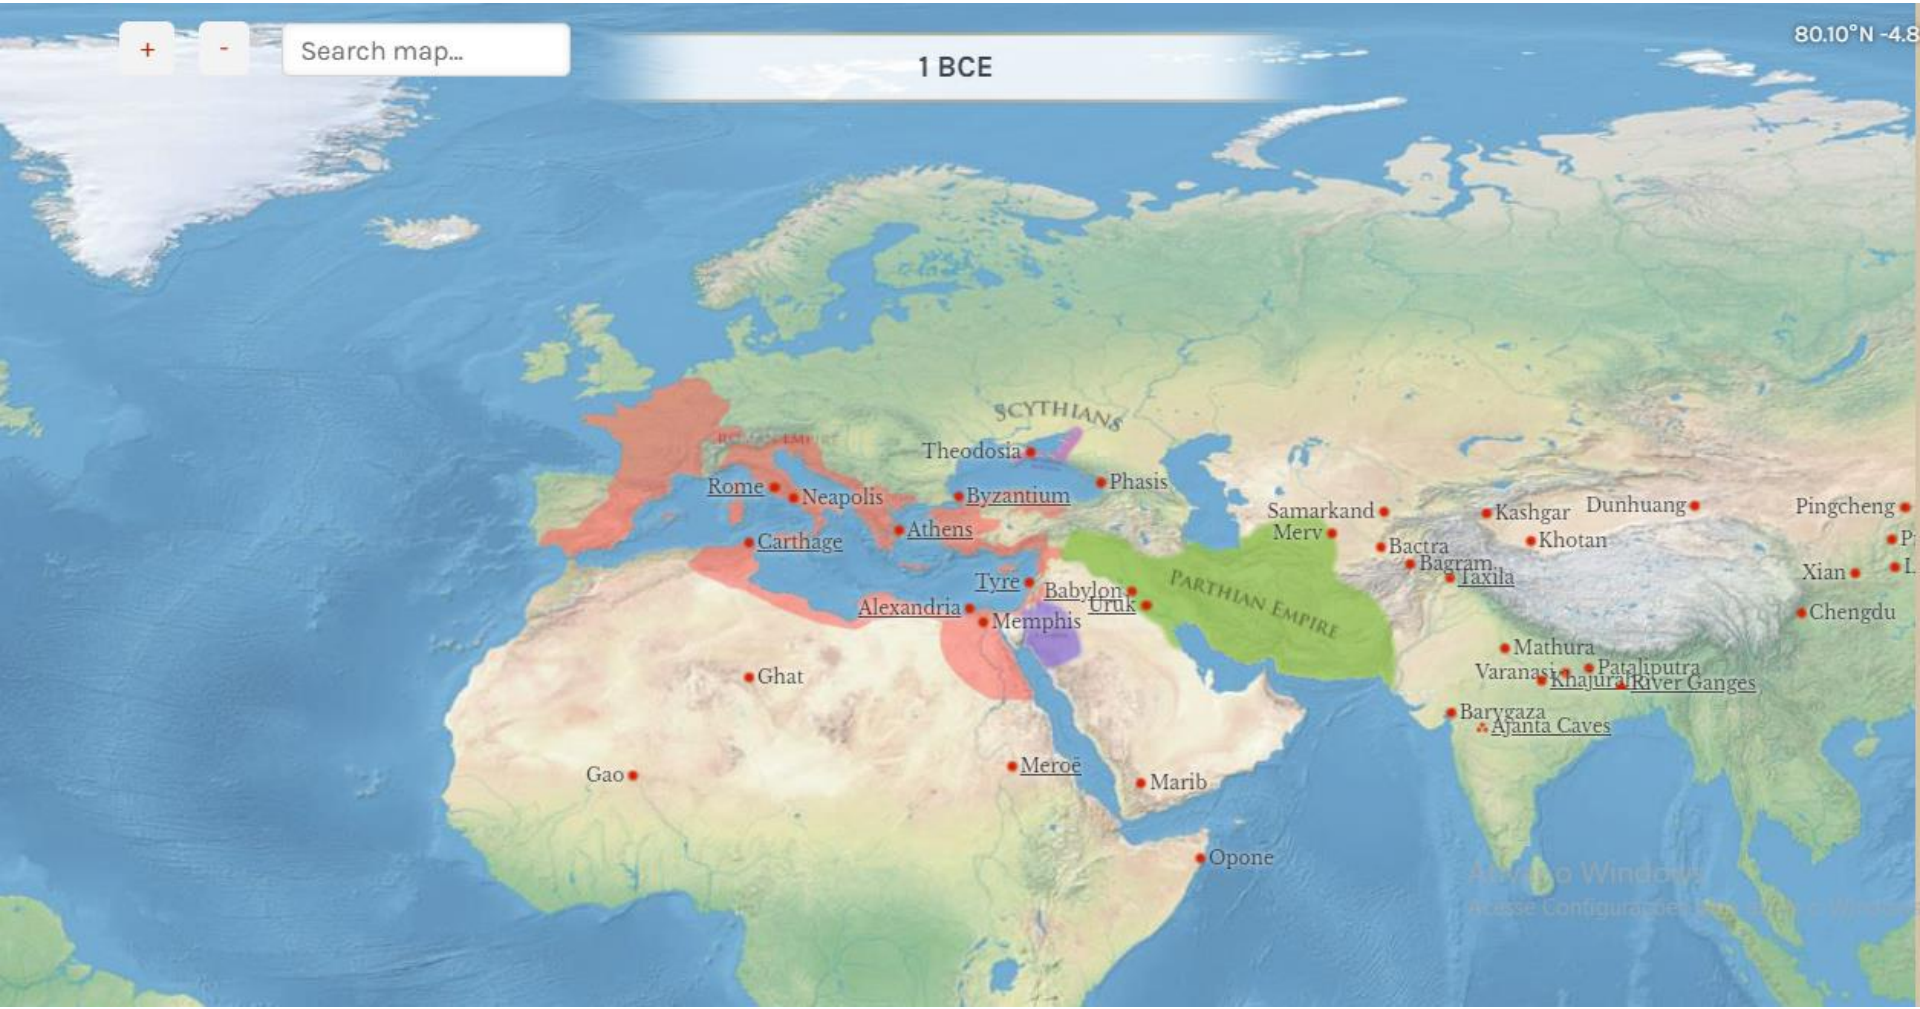 +
-
Search map...
1 BCE
80.10°N -4.8
SCYTHIANS
ROMAN EMPIRE
Theodosia
Phasis
Rome
Neapolis
Byzantium
Samarkand
Kashgar
Dunhuang
Pingcheng
Athens
Merv
Khotan
P
Carthage
Bactra
Bagram
L
Tyre
Babylon
PARTHIAN EMPIRE
Taxila
Xian
Alexandria
Uruk
Memphis
Chengdu
Mathura
Ghat
Varanasi
Pataliputra
River Ganges
Barygaza
Ajanta Caves
Gao
Meroë
Marib
Opone